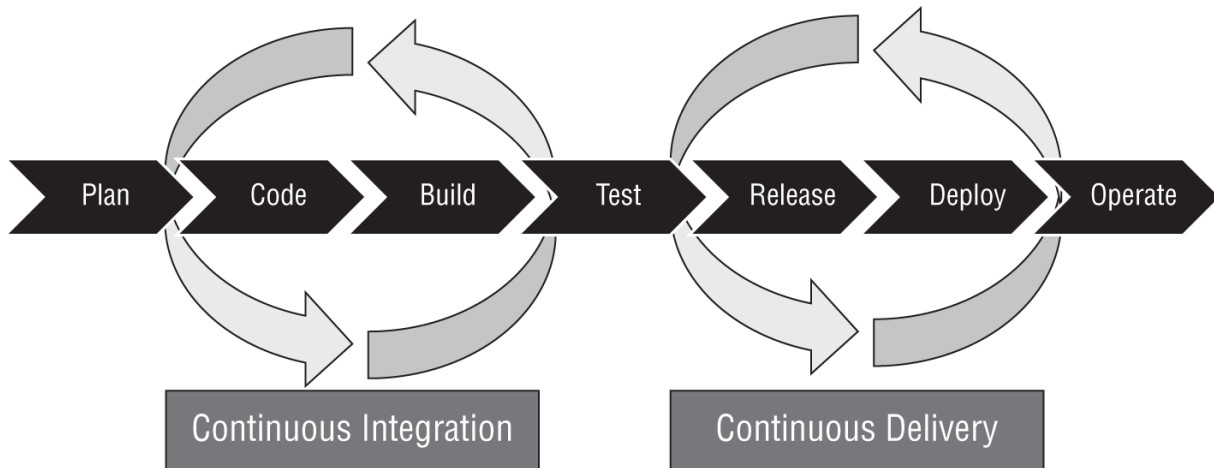 Plan
Code
Build
Test
Release
Deploy
Operate
Continuous Integration
Continuous Delivery